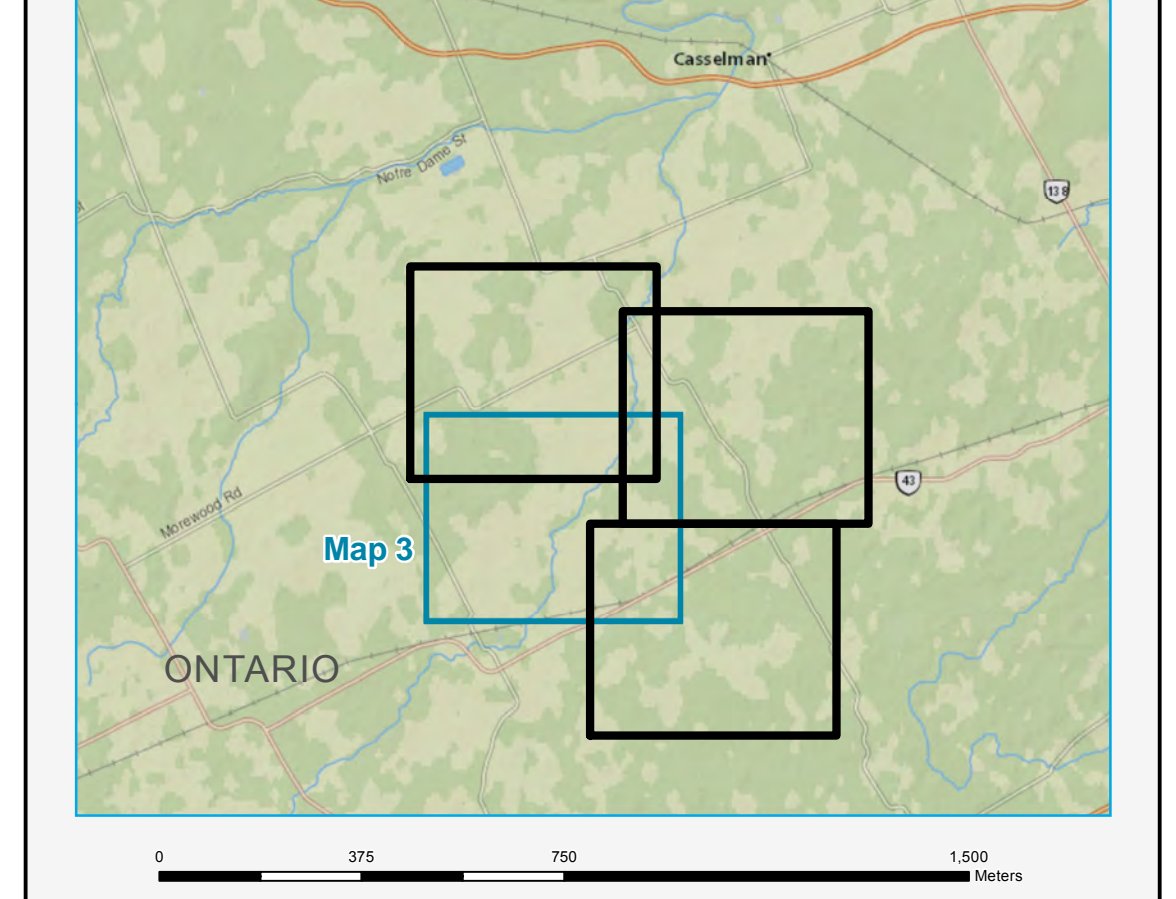 Casselman
Notre Dame St
138
43
Morewood Rd
Map 3
ONTARIO
0 375 750 1,500
Meters